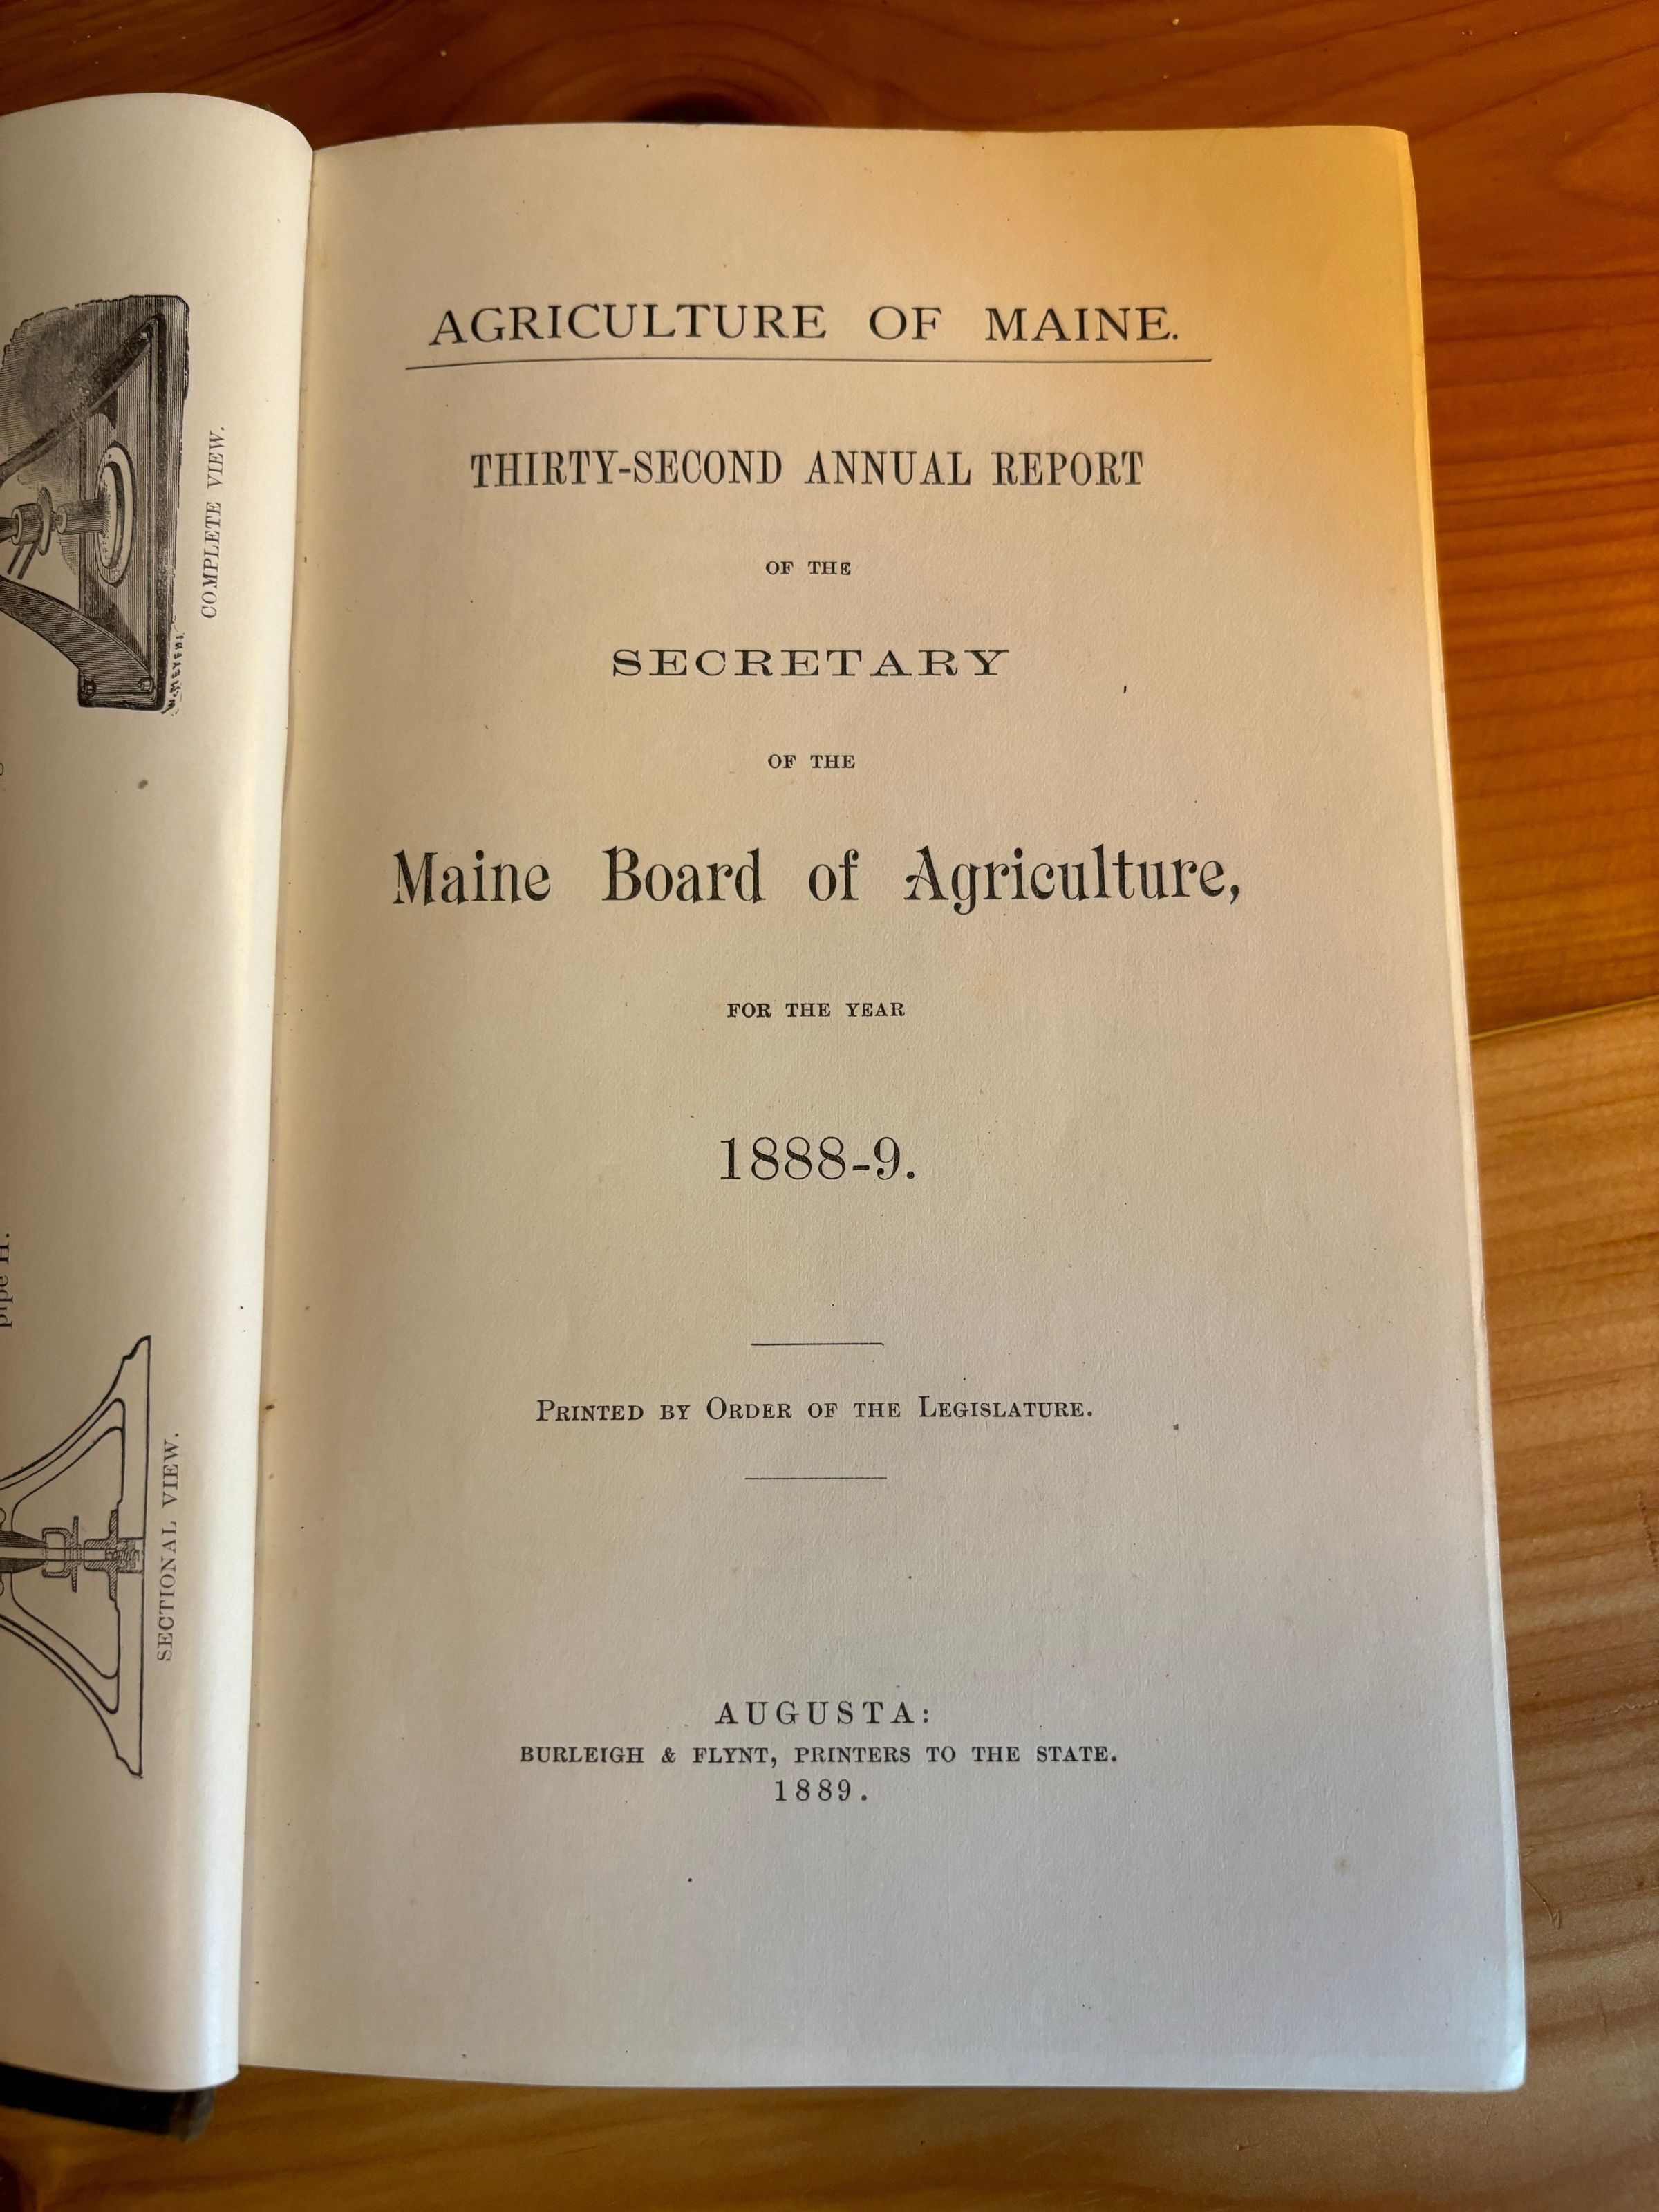 COMPLETE VIEW.
pipe H.
SECTIONAL VIEW.
AGRICULTURE OF MAINE.
THIRTY-SECOND ANNUAL REPORT
OF THE
SECRETARY
OF THE
Maine Board of Agriculture,
FOR THE YEAR
1888-9.
PRINTED BY ORDER OF THE LEGISLATURE.
AUGUSTA:
BURLEIGH & FLYNT, PRINTERS TO THE STATE.
1889.